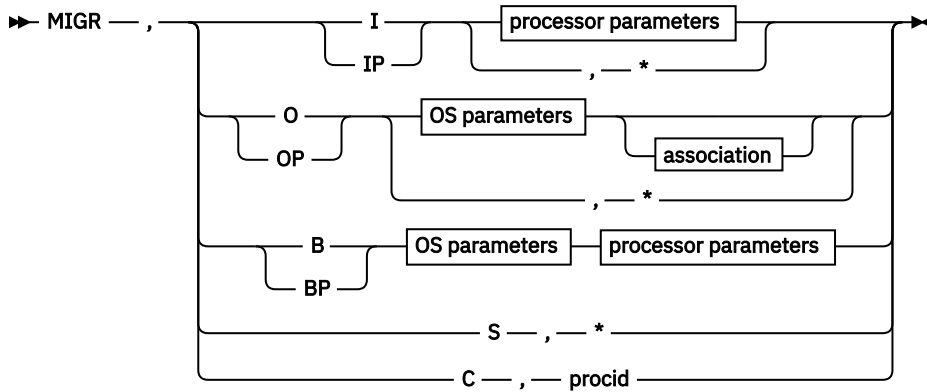 MIGR , I processor parameters
IP , *
O OS parameters
OP association
, *
B OS parameters processor parameters
BP
S , *
C , procid